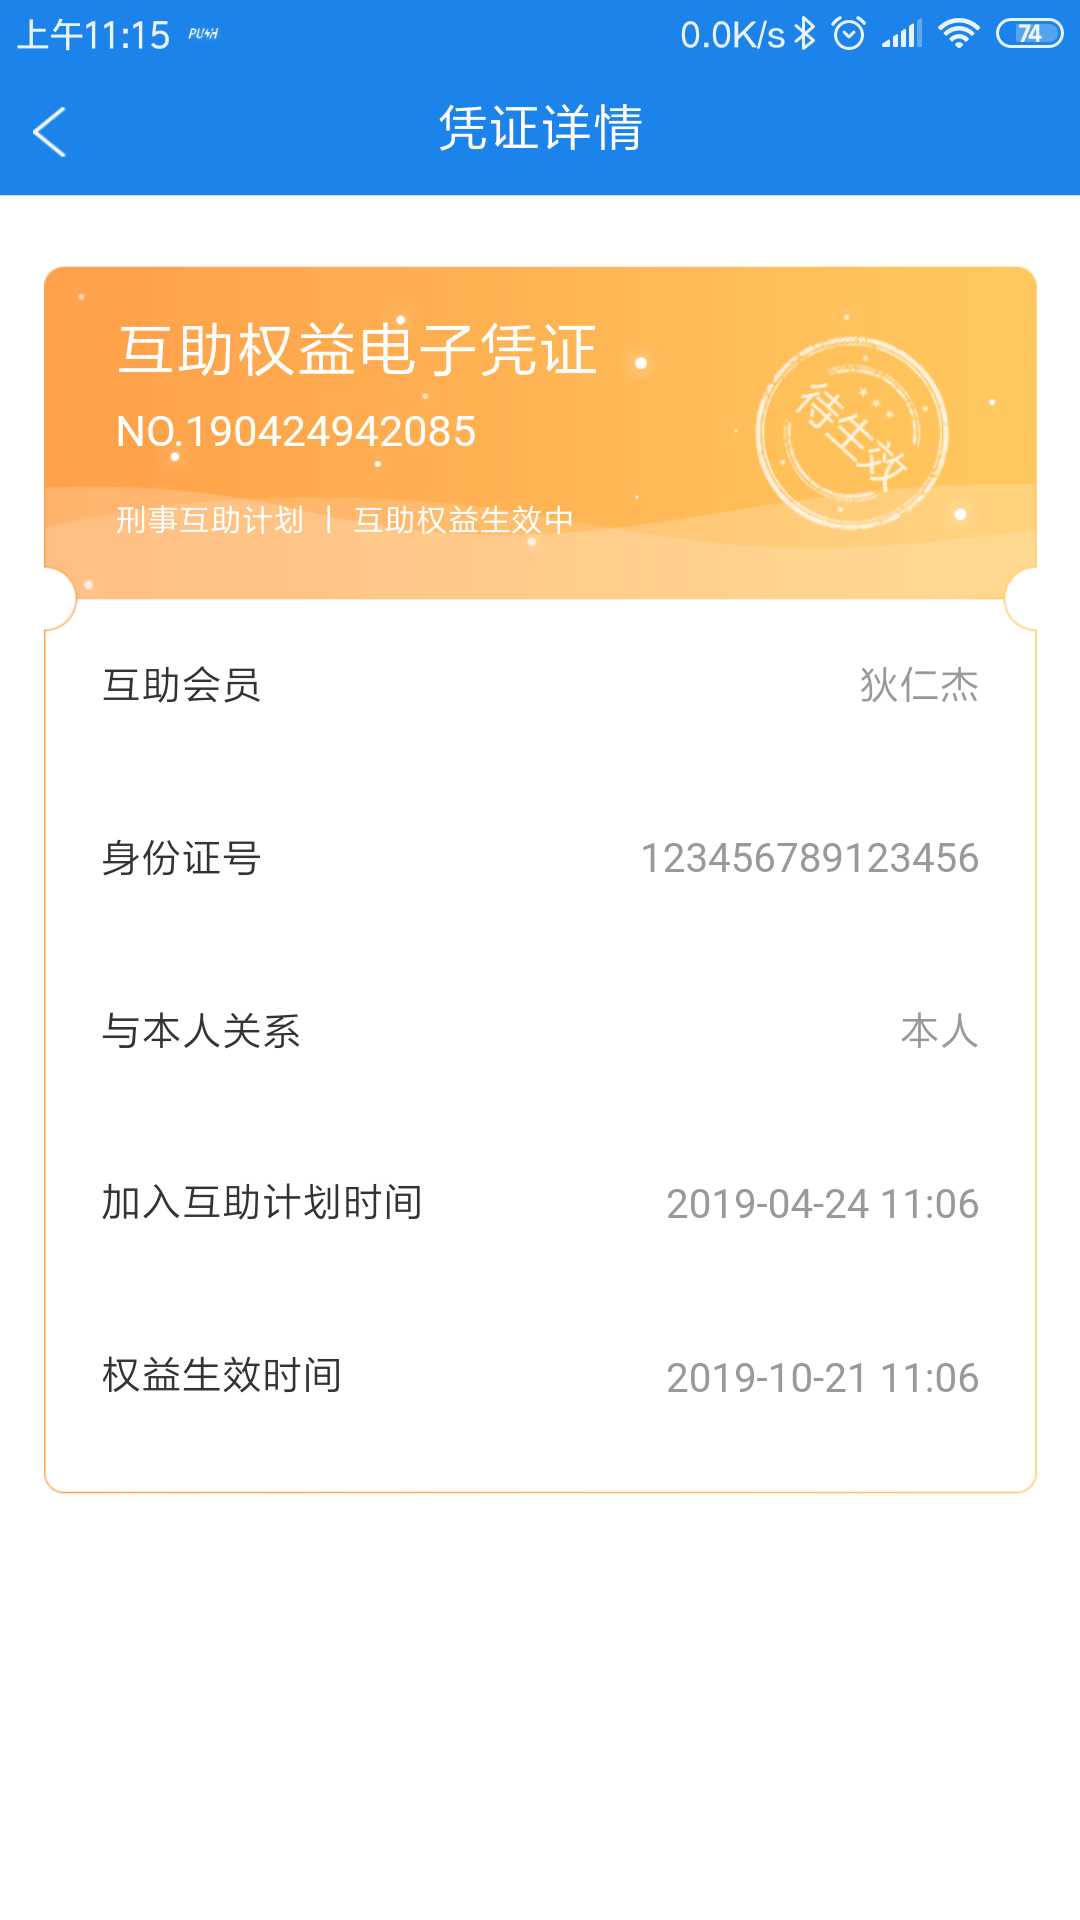 上午11:15 PUSH 0.0K/s 74
凭证详情
互助权益电子凭证
NO.190424942085
待生效
刑事互助计划 | 互助权益生效中
互助会员 狄仁杰
身份证号 123456789123456
与本人关系 本人
加入互助计划时间 2019-04-24 11:06
权益生效时间 2019-10-21 11:06